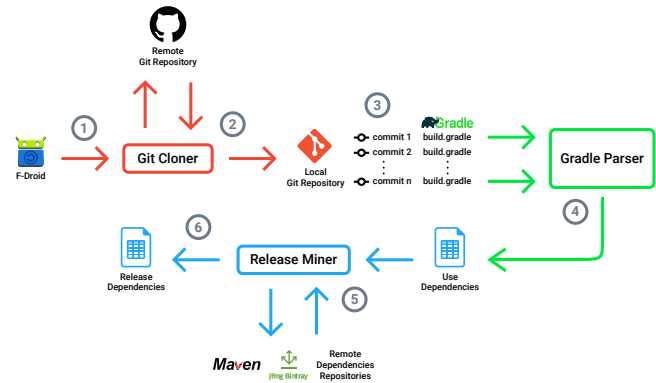 Remote
Git Repository
1
2
3
Gradle
F-Droid
Git Cloner
Local
Git Repository
commit 1 build.gradle
commit 2 build.gradle
commit n build.gradle
Gradle Parser
4
6
Release
Dependencies
Release Miner
Use
Dependencies
5
Maven
JFrog Bintray
Remote
Dependencies
Repositories